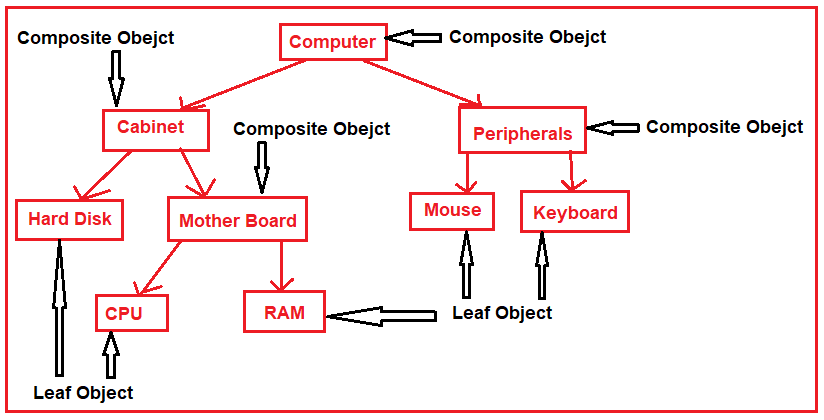 Composite Obejct
Computer
Composite Obejct
Cabinet
Composite Obejct
Peripherals
Composite Obejct
Hard Disk
Mother Board
Mouse
Keyboard
CPU
RAM
Leaf Object
Leaf Object